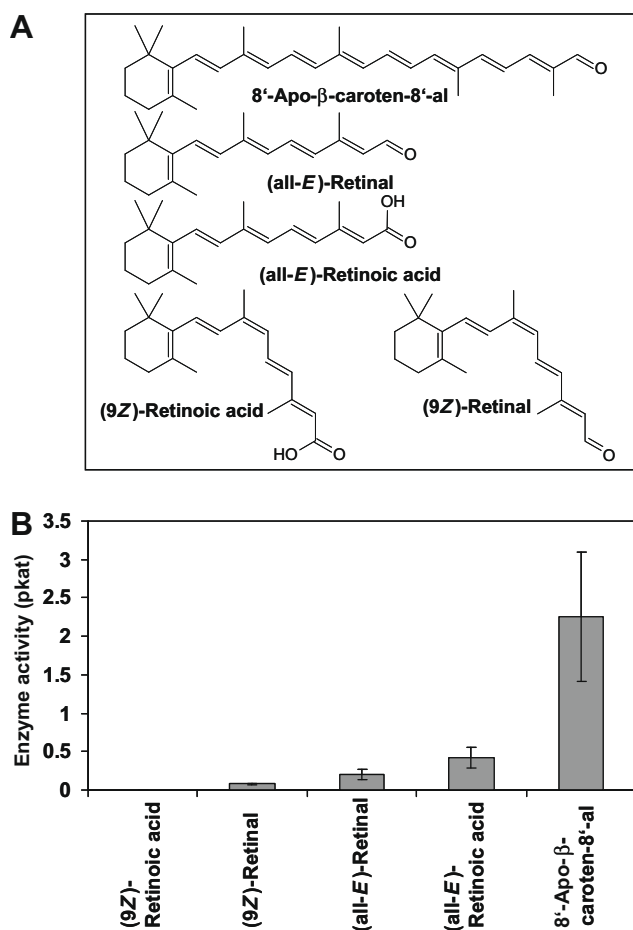 A
O
8‘-Apo-β-caroten-8‘-al
O
(all-E)-Retinal
OH
O
(all-E)-Retinoic acid
(9Z)-Retinoic acid
HO
O
(9Z)-Retinal
O
B
Enzyme activity (pkat)
3.5
3
2.5
2
1.5
1
0.5
0
(9Z)-
Retinoic acid
(9Z)-Retinal
(all-E)-Retinal
(all-E)-
Retinoic acid
8‘-Apo-β-
caroten-8‘-al